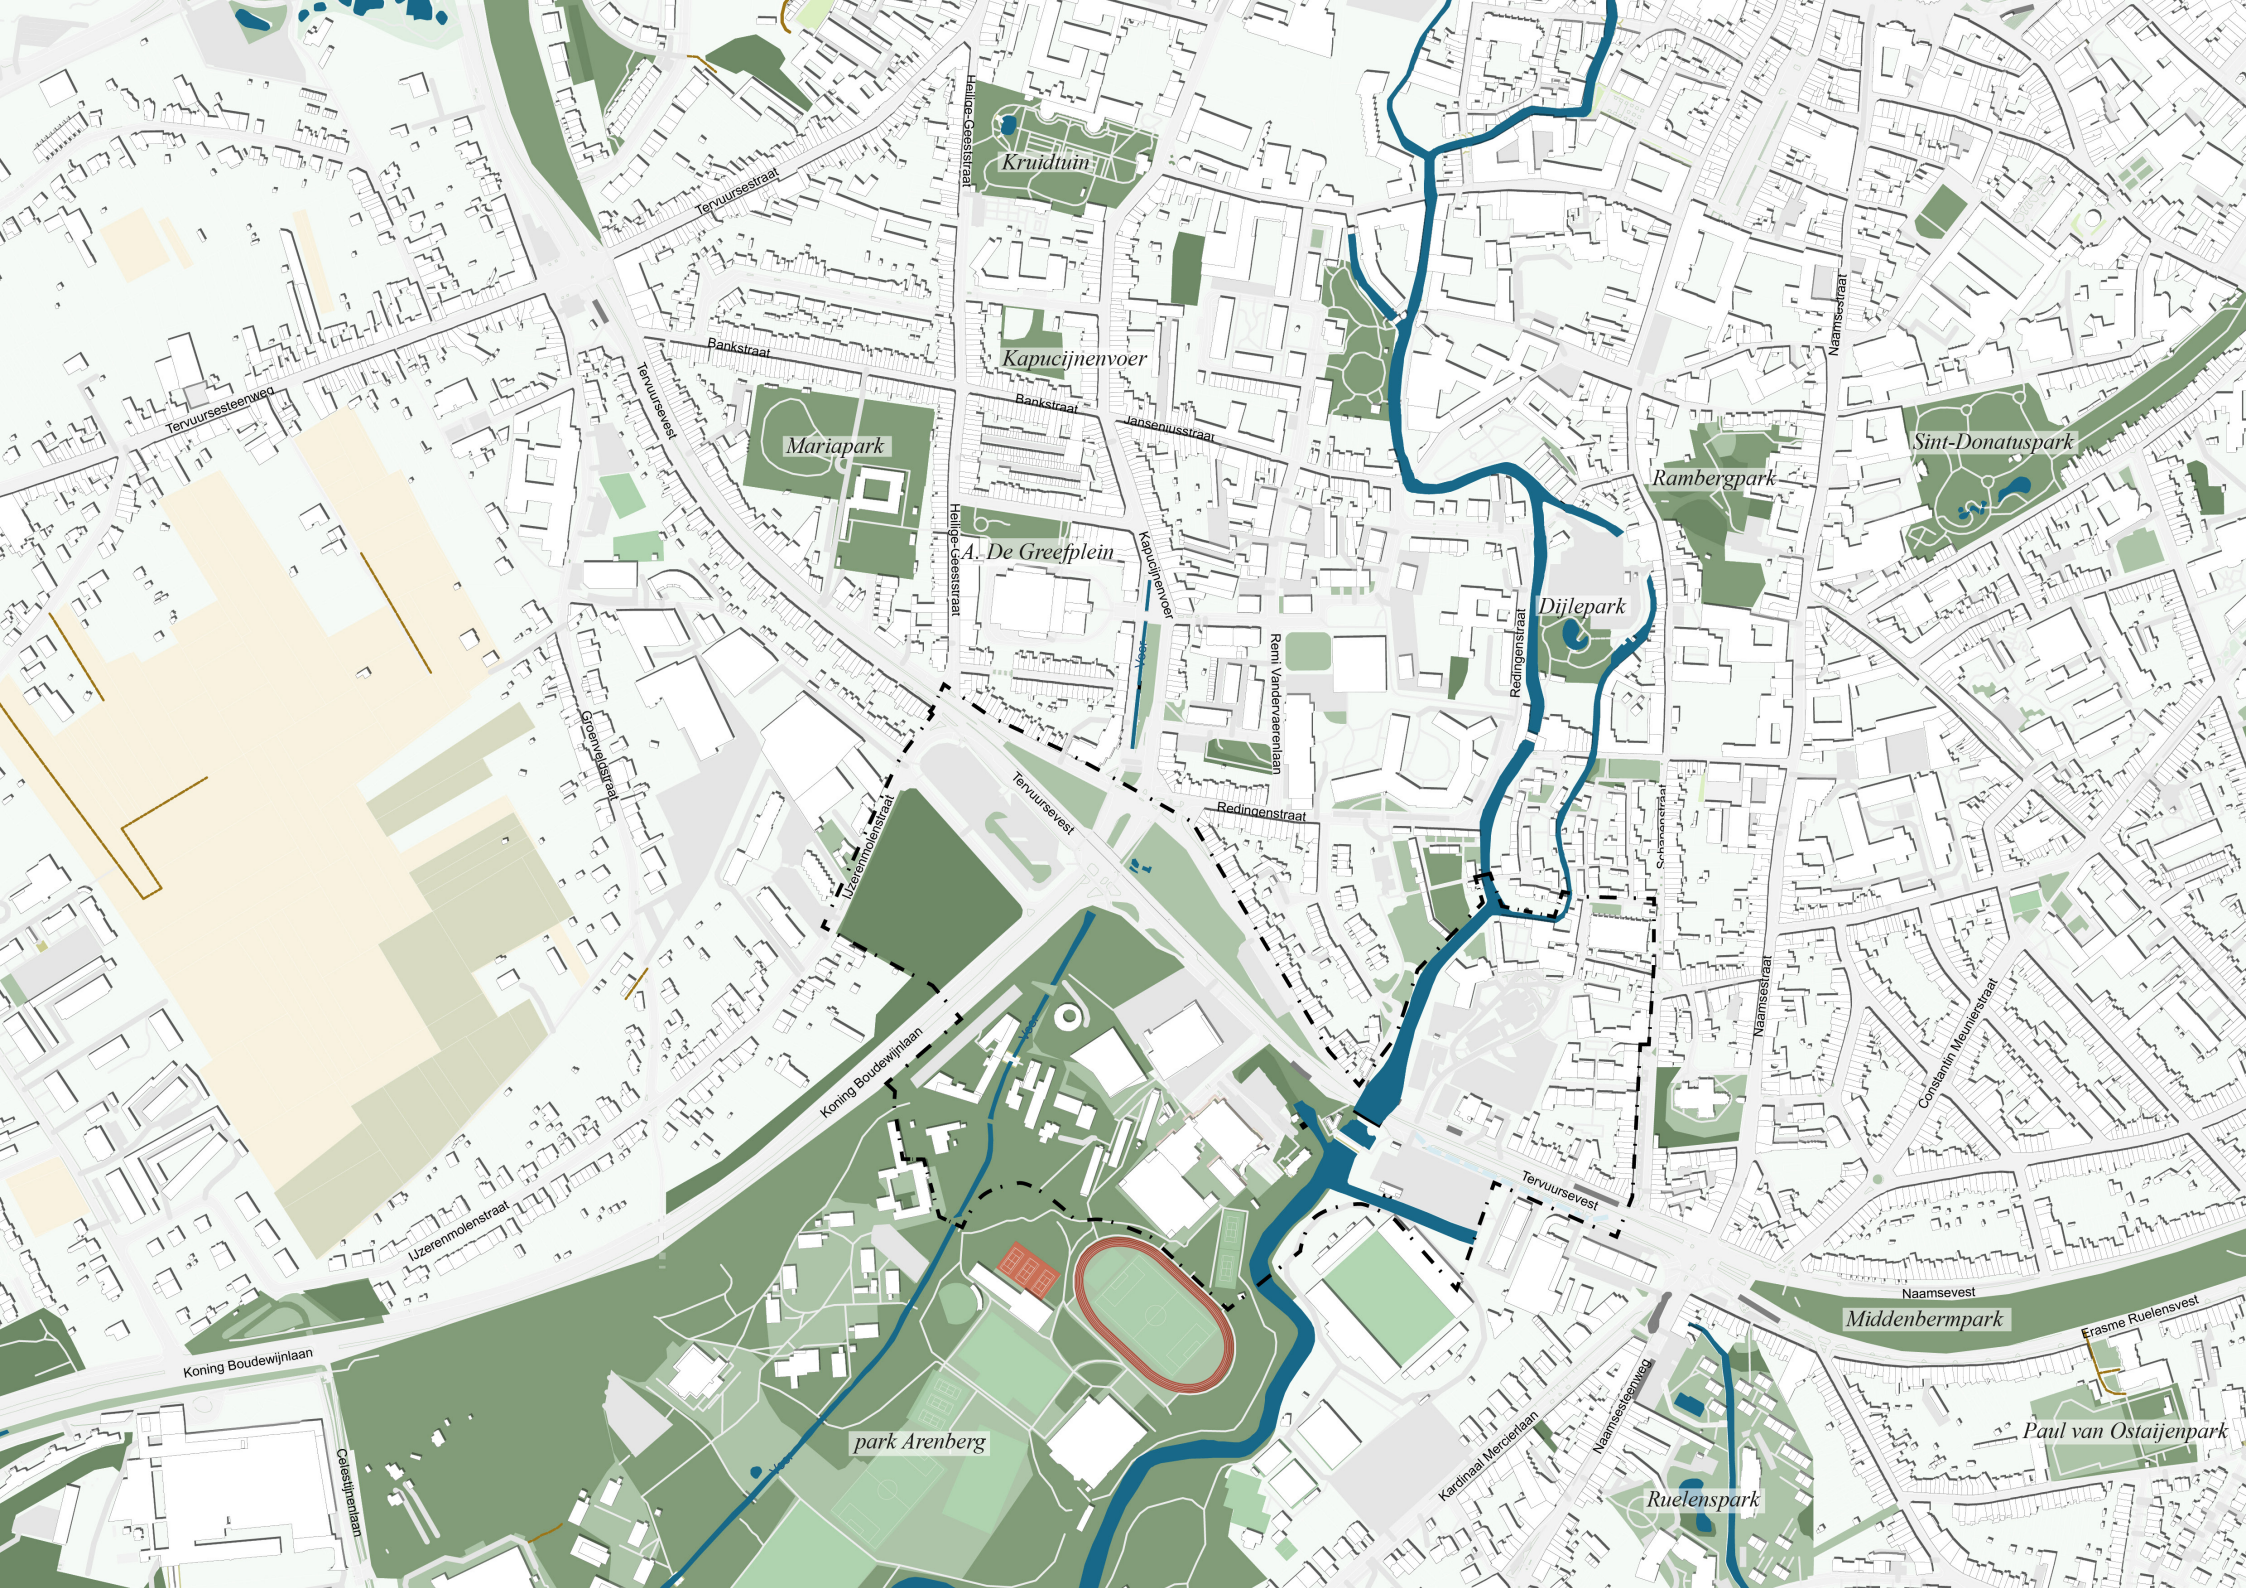 Heilige-Geeststraat
Kruidtuin
Tervuursestraat
Naamsestraat
Bankstraat
Kapucijnenvoer
Tervuursevest
Tervuursesteenweg
Bankstraat
Janseniusstraat
Mariapark
Sint-Donatuspark
Rambergpark
Heilige-Geeststraat
A. De Greefplein
Kapucijnenvoer
Dijlepark
Voer
Redingenstraat
Remi Vandervaerenlaan
Groenveldstraat
Tervuursevest
Redingenstraat
Schapenstraat
IJzerenmolenstraat
Naamsestraat
Constantin Meunierstraat
Voer
Koning Boudewijnlaan
Tervuursevest
IJzerenmolenstraat
Naamsevest
Middenbermpark
Erasme Ruelensvest
Koning Boudewijnlaan
Naamsesteenweg
Paul van Ostaijenpark
park Arenberg
Kardinaal Mercierlaan
Voer
Celestijnenlaan
Ruelenspark